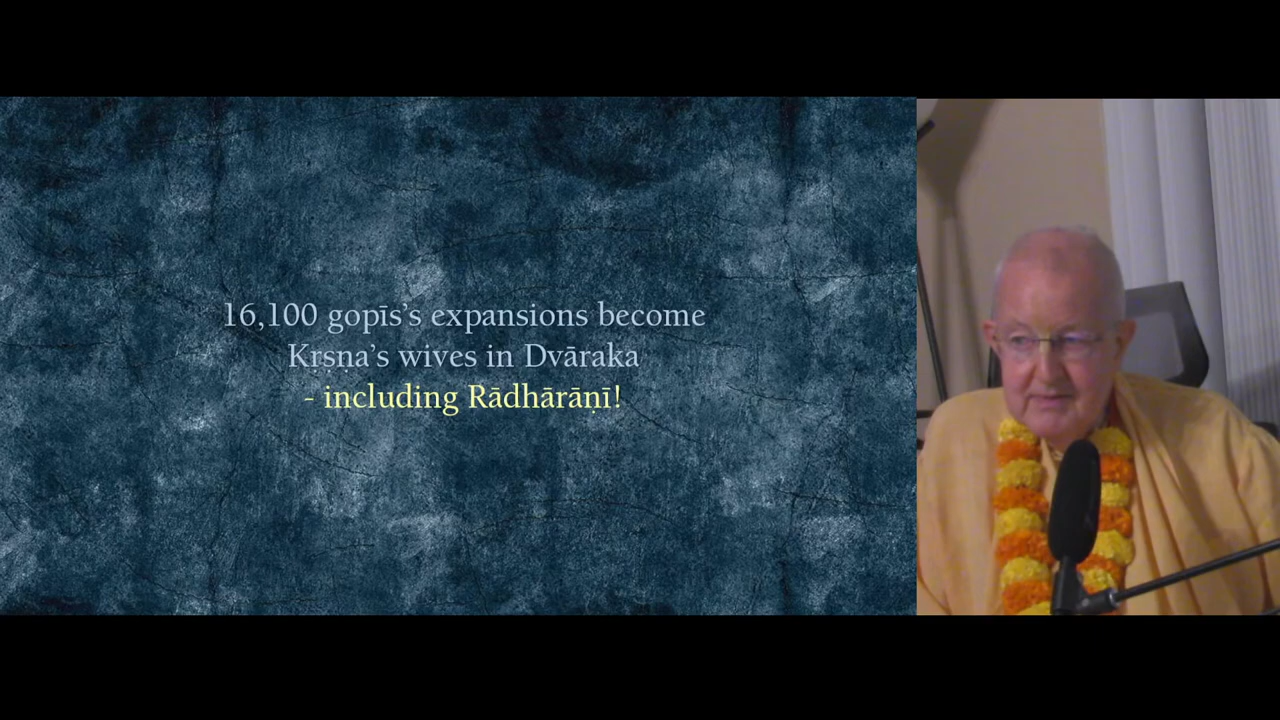 16,100 gopīs’s expansions become
Kṛṣṇa’s wives in Dvāraka
- including Rādhārāṇī!